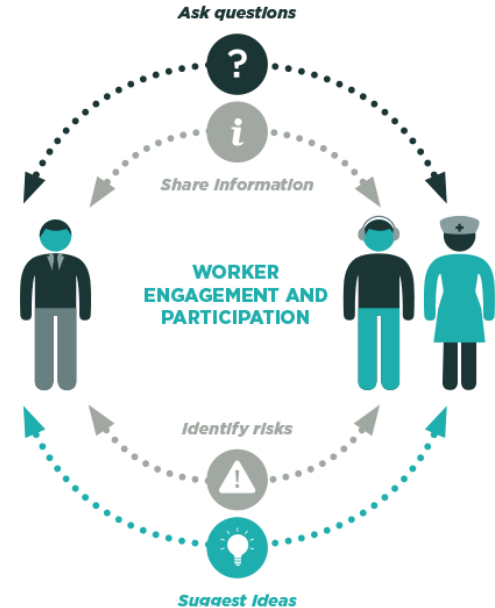 Ask questions
?
i
Share Information
WORKER
ENGAGEMENT AND
PARTICIPATION
Identify risks
!
Suggest Ideas